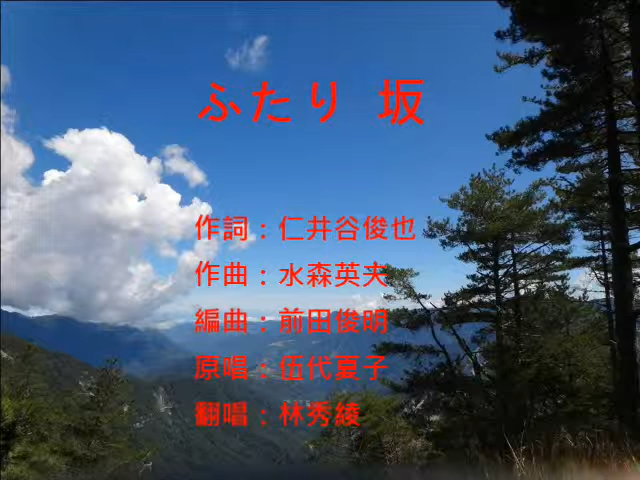 ふたり 坂
作詞：仁井谷俊也
作曲：水森英夫
編曲：前田俊明
原唱：伍代夏子
翻唱：林秀綾